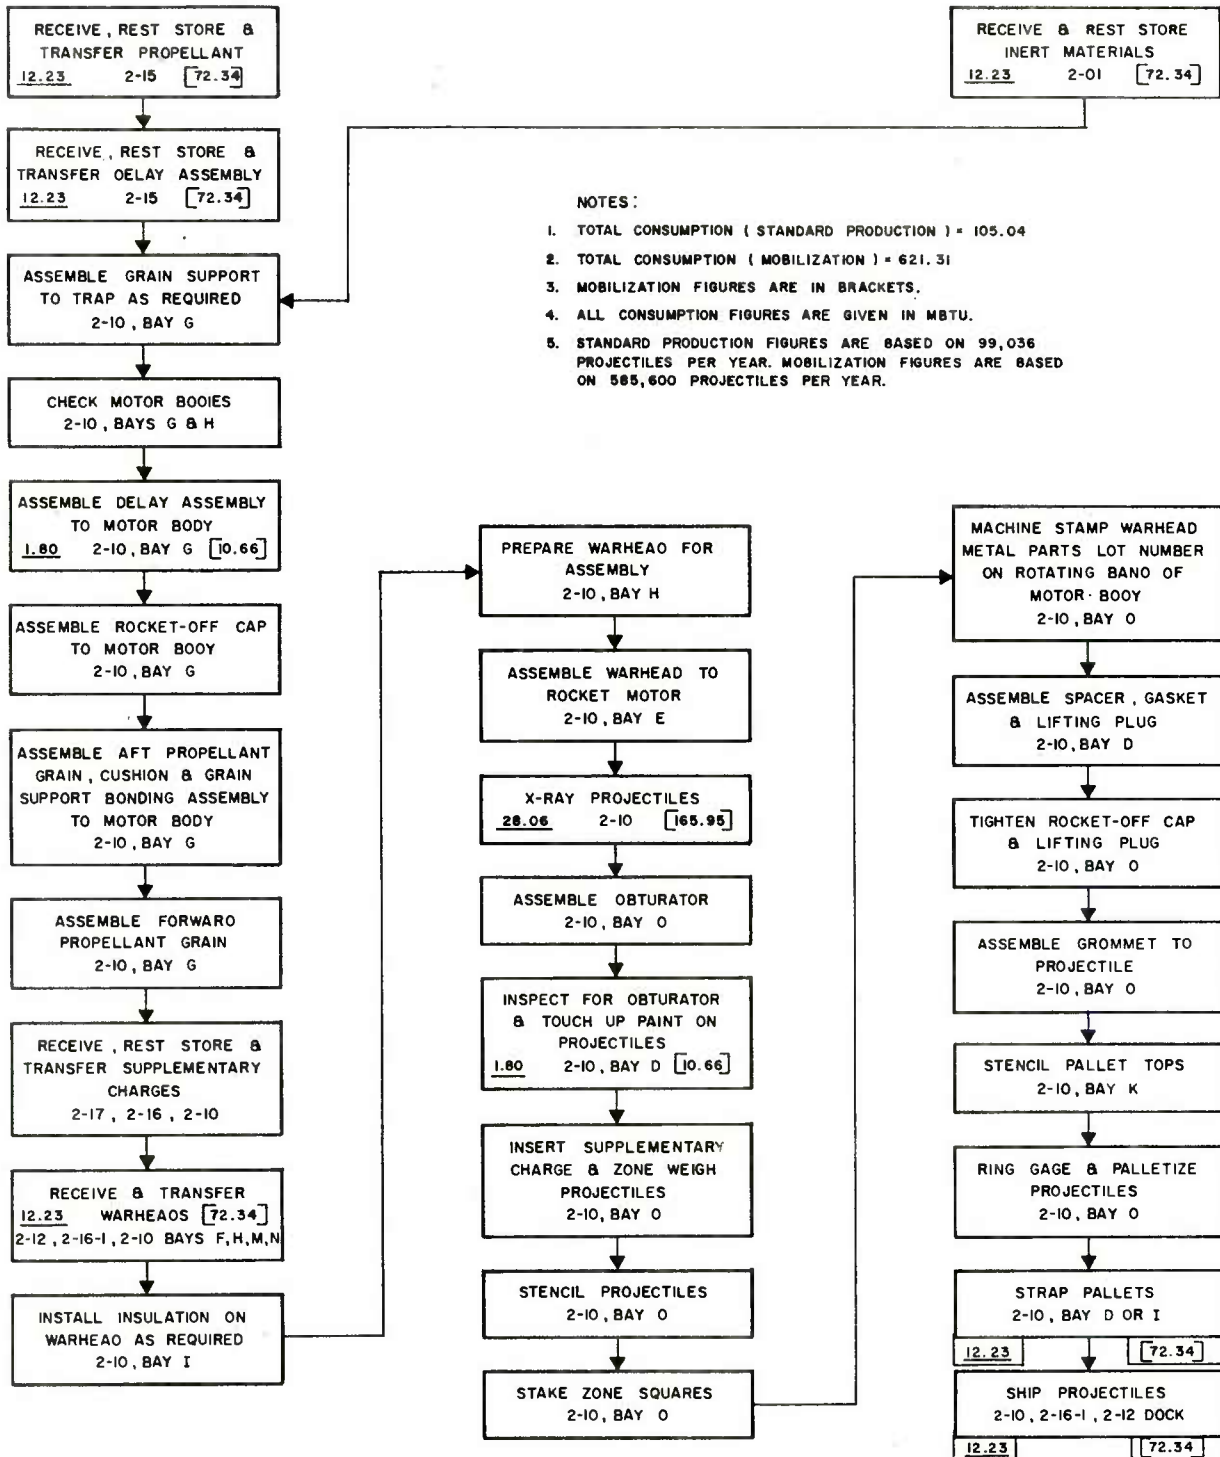 RECEIVE, REST STORE &
TRANSFER PROPELLANT
12.23 2-15 [72.34]
RECEIVE & REST STORE
INERT MATERIALS
12.23 2-01 [72.34]
RECEIVE, REST STORE &
TRANSFER DELAY ASSEMBLY
12.23 2-15 [72.34]
ASSEMBLE GRAIN SUPPORT
TO TRAP AS REQUIRED
2-10, BAY G
NOTES:
1. TOTAL CONSUMPTION ( STANDARD PRODUCTION ) = 105.04
2. TOTAL CONSUMPTION ( MOBILIZATION ) = 621.31
3. MOBILIZATION FIGURES ARE IN BRACKETS.
4. ALL CONSUMPTION FIGURES ARE GIVEN IN MBTU.
5. STANDARD PRODUCTION FIGURES ARE BASED ON 99,036
PROJECTILES PER YEAR. MOBILIZATION FIGURES ARE BASED
ON 585,600 PROJECTILES PER YEAR.
CHECK MOTOR BODIES
2-10, BAYS G & H
ASSEMBLE DELAY ASSEMBLY
TO MOTOR BODY
1.80 2-10, BAY G [10.66]
ASSEMBLE ROCKET-OFF CAP
TO MOTOR BODY
2-10, BAY G
ASSEMBLE AFT PROPELLANT
GRAIN, CUSHION & GRAIN
SUPPORT BONDING ASSEMBLY
TO MOTOR BODY
2-10, BAY G
ASSEMBLE FORWARD
PROPELLANT GRAIN
2-10, BAY G
RECEIVE, REST STORE &
TRANSFER SUPPLEMENTARY
CHARGES
2-17, 2-16, 2-10
RECEIVE & TRANSFER
12.23 WARHEADS [72.34]
2-12, 2-16-1, 2-10 BAYS F,H,M,N
INSTALL INSULATION ON
WARHEAD AS REQUIRED
2-10, BAY I
PREPARE WARHEAD FOR
ASSEMBLY
2-10, BAY H
ASSEMBLE WARHEAD TO
ROCKET MOTOR
2-10, BAY E
X-RAY PROJECTILES
28.06 2-10 [165.95]
ASSEMBLE OBTURATOR
2-10, BAY O
INSPECT FOR OBTURATOR
& TOUCH UP PAINT ON
PROJECTILES
1.80 2-10, BAY D [10.66]
INSERT SUPPLEMENTARY
CHARGE & ZONE WEIGH
PROJECTILES
2-10, BAY O
STENCIL PROJECTILES
2-10, BAY O
STAKE ZONE SQUARES
2-10, BAY O
MACHINE STAMP WARHEAD
METAL PARTS LOT NUMBER
ON ROTATING BAND OF
MOTOR BODY
2-10, BAY O
ASSEMBLE SPACER, GASKET
& LIFTING PLUG
2-10, BAY D
TIGHTEN ROCKET-OFF CAP
& LIFTING PLUG
2-10, BAY O
ASSEMBLE GROMMET TO
PROJECTILE
2-10, BAY O
STENCIL PALLET TOPS
2-10, BAY K
RING GAGE & PALLETIZE
PROJECTILES
2-10, BAY O
STRAP PALLETS
2-10, BAY D OR I
12.23 [72.34]
SHIP PROJECTILES
2-10, 2-16-1, 2-12 DOCK
12.23 [72.34]